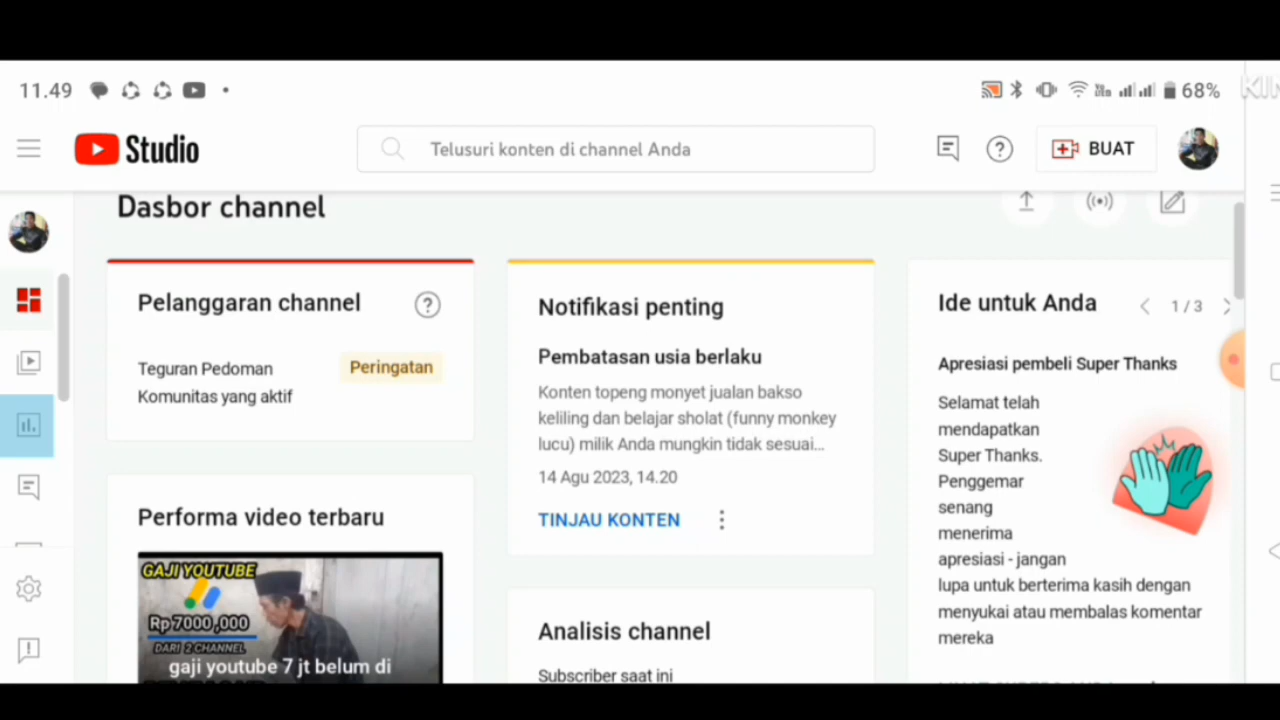 11.49
68%
KIN
Studio
Telusuri konten di channel Anda
BUAT
Dasbor channel
Pelanggaran channel
Teguran Pedoman
Komunitas yang aktif
Peringatan
Performa video terbaru
GAJI YOUTUBE
Rp7000,000
DARI 2 CHANNEL
gaji youtube 7 jt belum di
Notifikasi penting
Pembatasan usia berlaku
Konten topeng monyet jualan bakso
keliling dan belajar sholat (funny monkey
lucu) milik Anda mungkin tidak sesuai...
14 Agu 2023, 14.20
TINJAU KONTEN
Analisis channel
Subscriber saat ini
Ide untuk Anda
1 / 3
Apresiasi pembeli Super Thanks
Selamat telah
mendapatkan
Super Thanks.
Penggemar
senang
menerima
apresiasi - jangan
lupa untuk berterima kasih dengan
menyukai atau membalas komentar
mereka